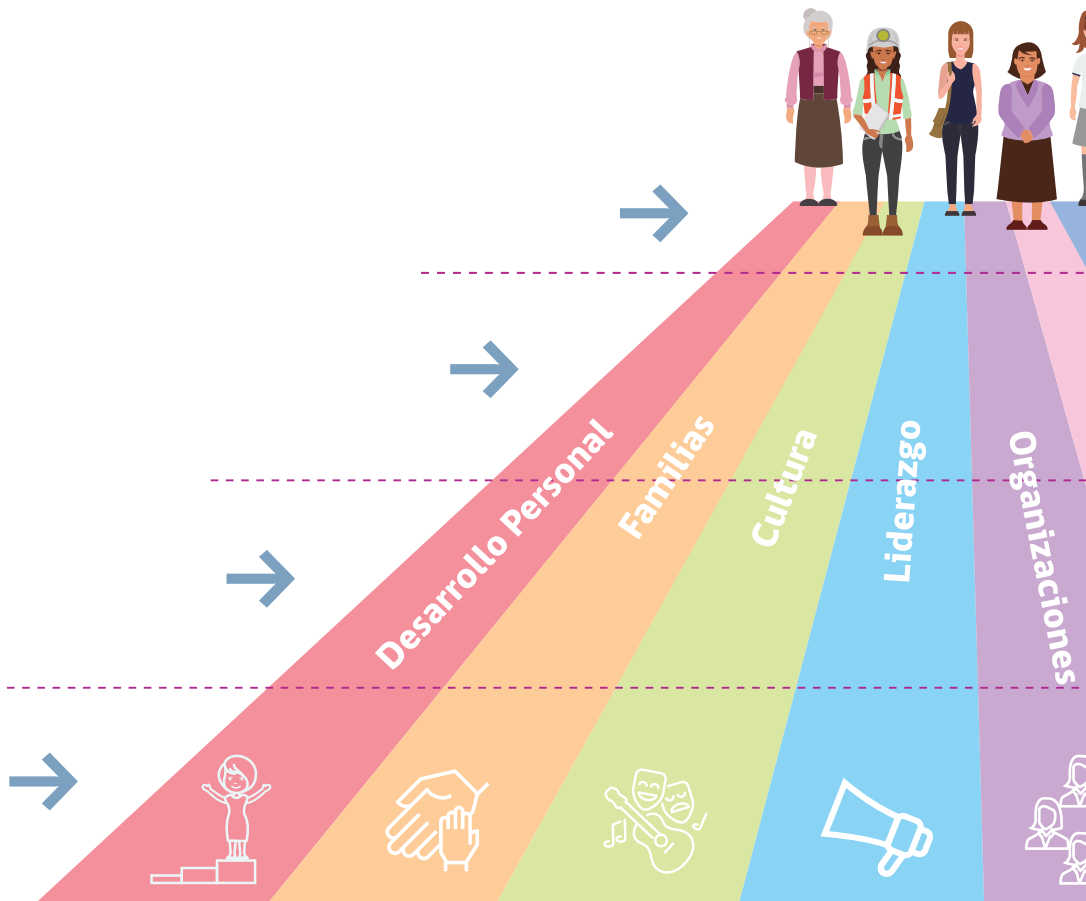 Desarrollo Personal
Familias
Cultura
Liderazgo
Organizaciones